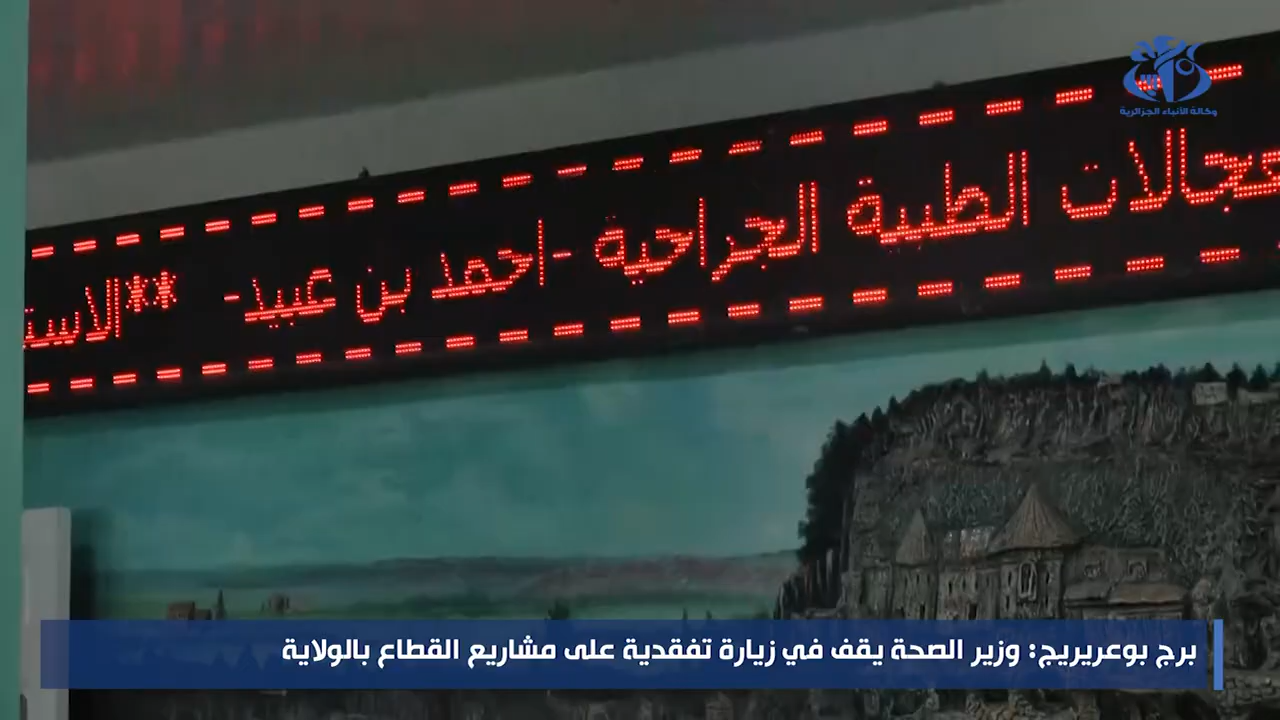 وكالة الأنباء الجزائرية
عجالات الطبية الجراحية -احمد بن عبيد- **الاست
برج بوعريريج: وزير الصحة يقف في زيارة تفقدية على مشاريع القطاع بالولاية